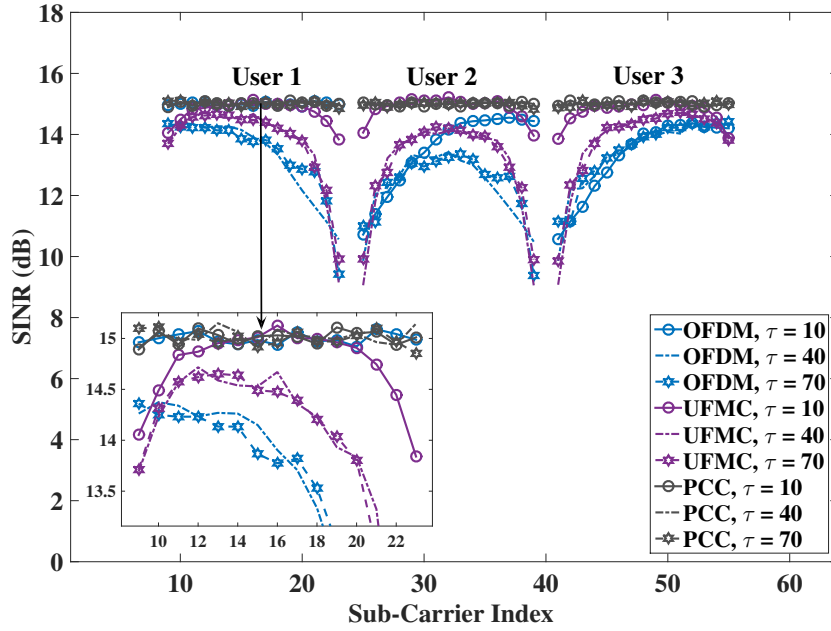 18
16
14
12
10
8
6
4
2
0
SINR (dB)
User 1
User 2
User 3
15
14.5
14
13.5
10
12
14
16
18
20
22
OFDM, τ = 10
OFDM, τ = 40
OFDM, τ = 70
UFMC, τ = 10
UFMC, τ = 40
UFMC, τ = 70
PCC, τ = 10
PCC, τ = 40
PCC, τ = 70
10
20
30
40
50
60
Sub-Carrier Index